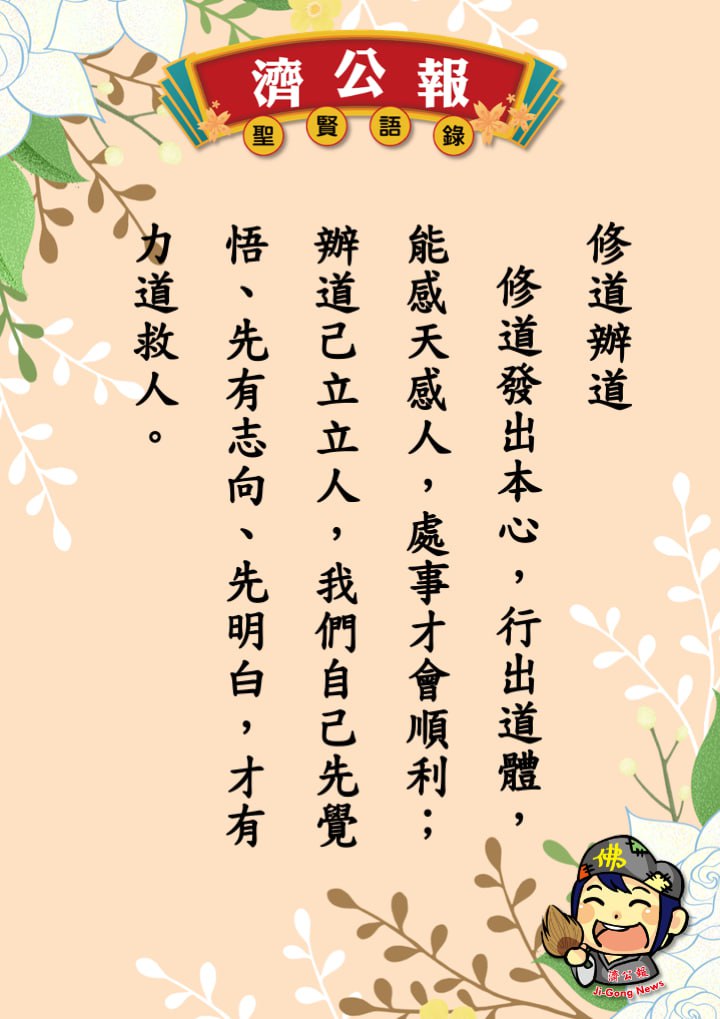 濟公報
聖賢語錄
修道辦道
修道發出本心，行出道體，
能感天感人，處事才會順利；
辦道己立立人，我們自己先覺
悟、先有志向、先明白，才有
力道救人。
佛
濟公報
Ji-Gong News